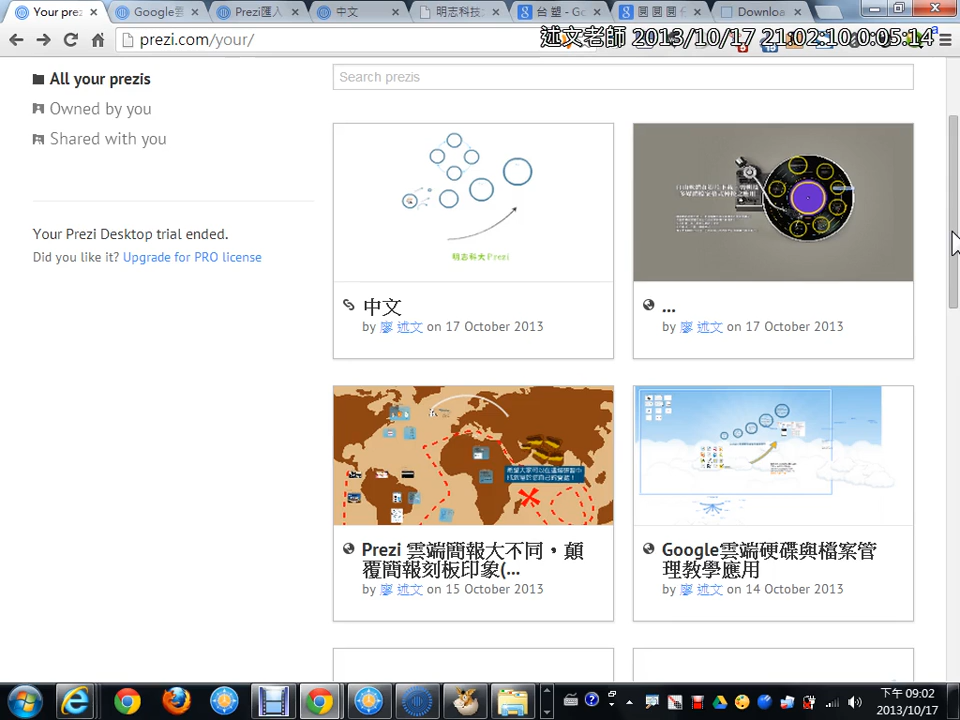 Your prez
Google雲
Prezi匯入
中文
明志科技
台 塑 - Go
圖 圖 圖
Downloa
prezi.com/your/
述文老師 2013/10/17 21:02:10 0:05:14
All your prezis
Owned by you
Shared with you
Your Prezi Desktop trial ended.
Did you like it? Upgrade for PRO license
Search prezis
明志科大Prezi
中文
by 廖 述文 on 17 October 2013
...
by 廖 述文 on 17 October 2013
Prezi 雲端簡報大不同，顛
覆簡報刻板印象(...
by 廖 述文 on 15 October 2013
Google雲端硬碟與檔案管
理教學應用
by 廖 述文 on 14 October 2013
下午 09:02
2013/10/17